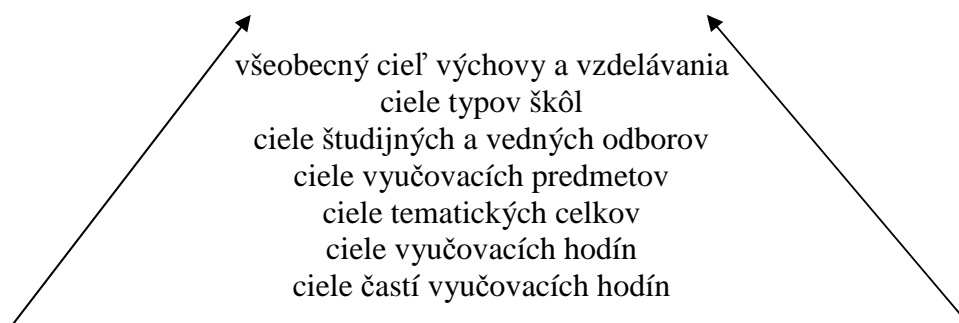 všeobecný cieľ výchovy a vzdelávania
ciele typov škôl
ciele študijných a vedných odborov
ciele vyučovacích predmetov
ciele tematických celkov
ciele vyučovacích hodín
ciele častí vyučovacích hodín